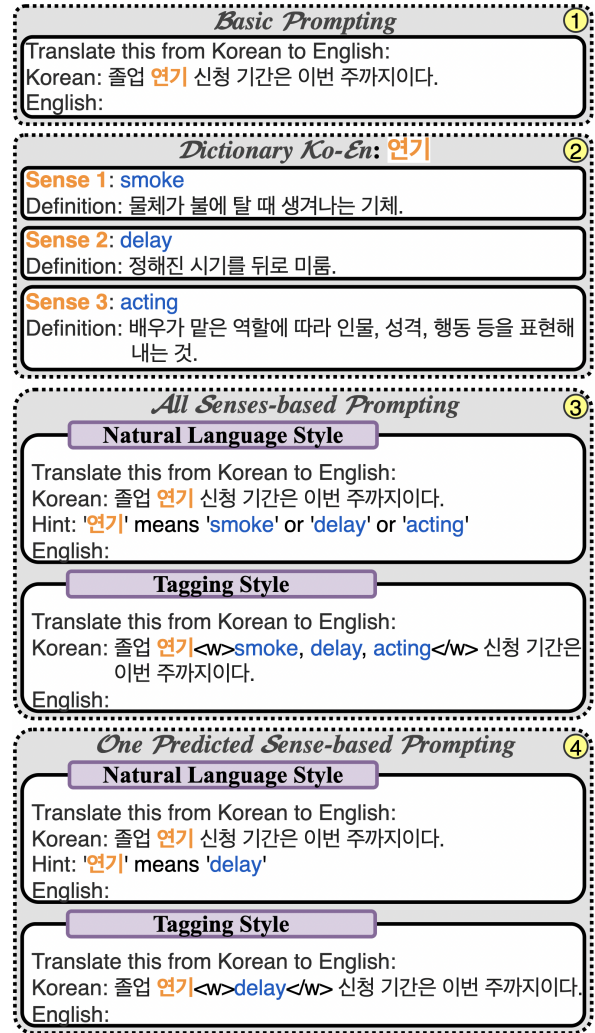 Basic Prompting
1
Translate this from Korean to English:
Korean: 졸업 연기 신청 기간은 이번 주까지이다.
English:
Dictionary Ko-En: 연기
2
Sense 1: smoke
Definition: 물체가 불에 탈 때 생겨나는 기체.
Sense 2: delay
Definition: 정해진 시기를 뒤로 미룸.
Sense 3: acting
Definition: 배우가 맡은 역할에 따라 인물, 성격, 행동 등을 표현해
내는 것.
All Senses-based Prompting
3
Natural Language Style
Translate this from Korean to English:
Korean: 졸업 연기 신청 기간은 이번 주까지이다.
Hint: '연기' means 'smoke' or 'delay' or 'acting'
English:
Tagging Style
Translate this from Korean to English:
Korean: 졸업 연기<w>smoke, delay, acting</w> 신청 기간은
이번 주까지이다.
English:
One Predicted Sense-based Prompting
4
Natural Language Style
Translate this from Korean to English:
Korean: 졸업 연기 신청 기간은 이번 주까지이다.
Hint: '연기' means 'delay'
English:
Tagging Style
Translate this from Korean to English:
Korean: 졸업 연기<w>delay</w> 신청 기간은 이번 주까지이다.
English: